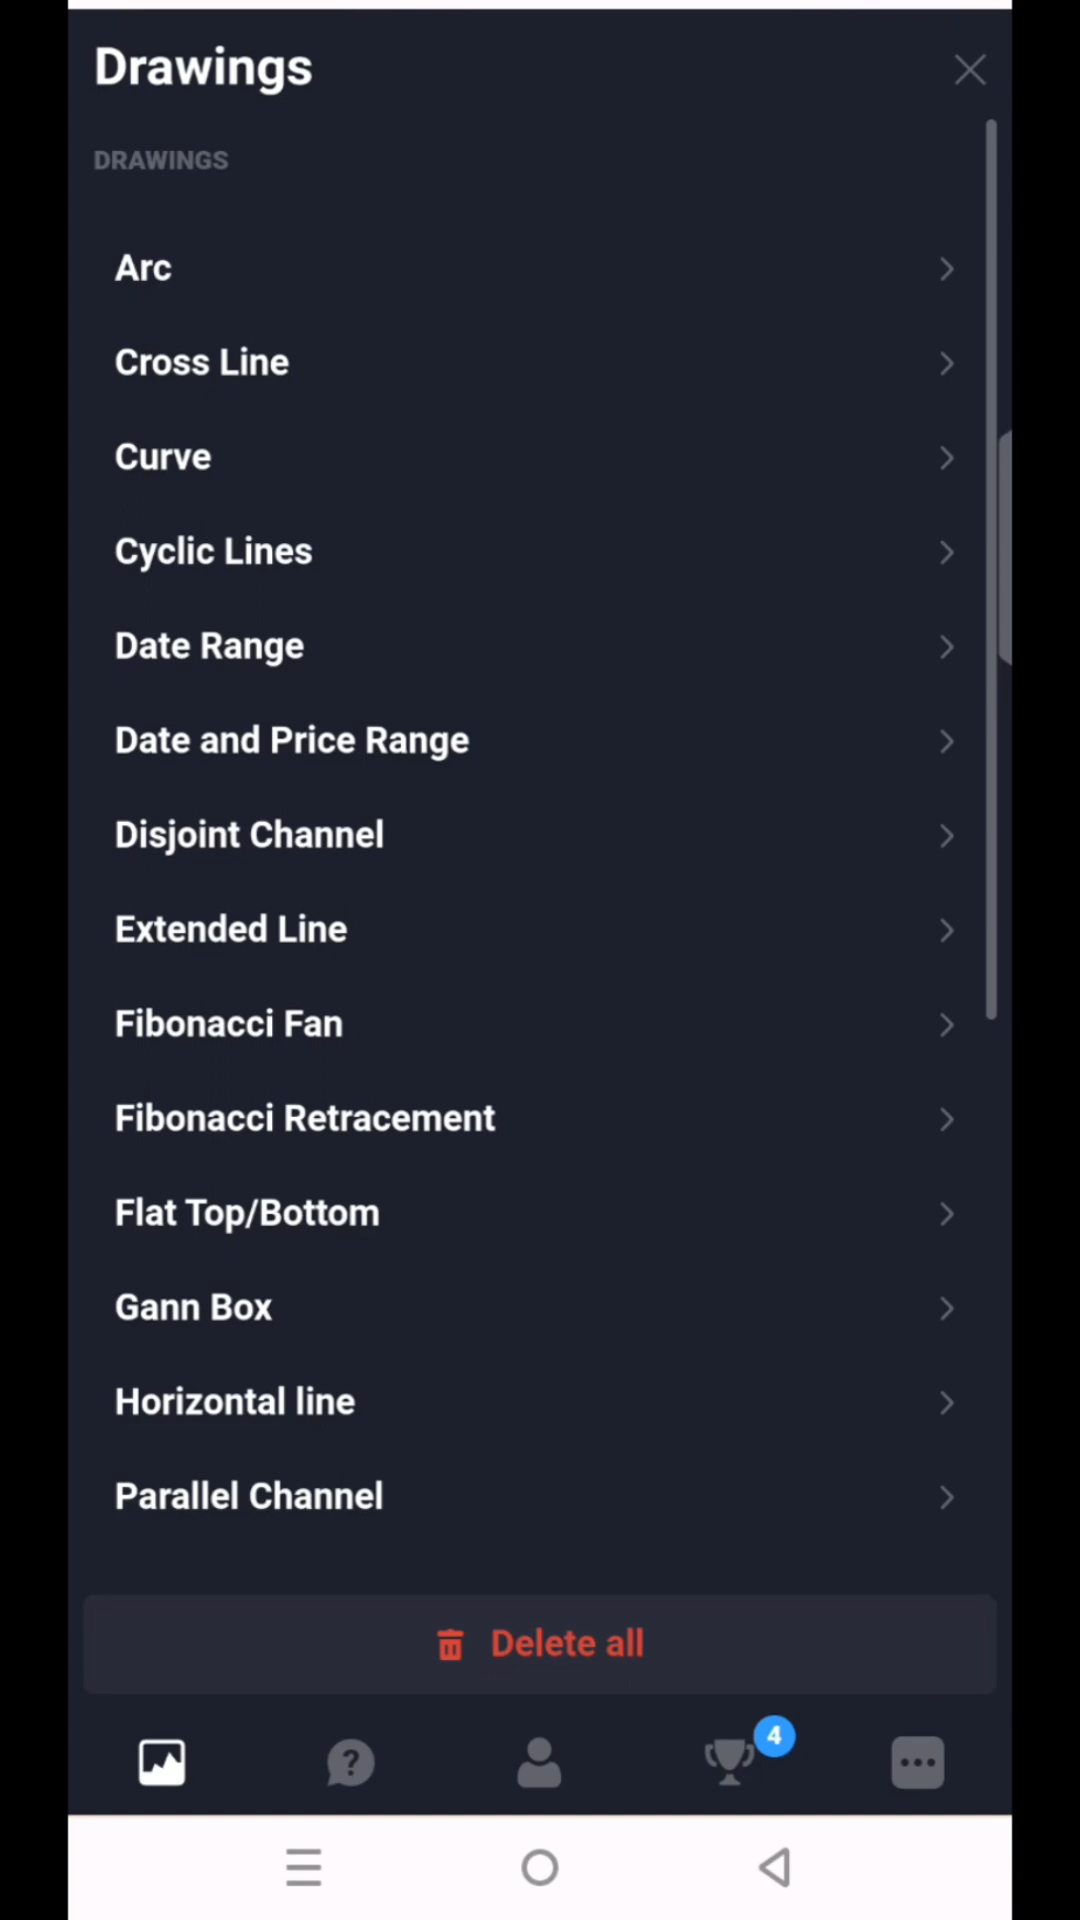 Drawings
DRAWINGS
Arc
Cross Line
Curve
Cyclic Lines
Date Range
Date and Price Range
Disjoint Channel
Extended Line
Fibonacci Fan
Fibonacci Retracement
Flat Top/Bottom
Gann Box
Horizontal line
Parallel Channel
Delete all
4